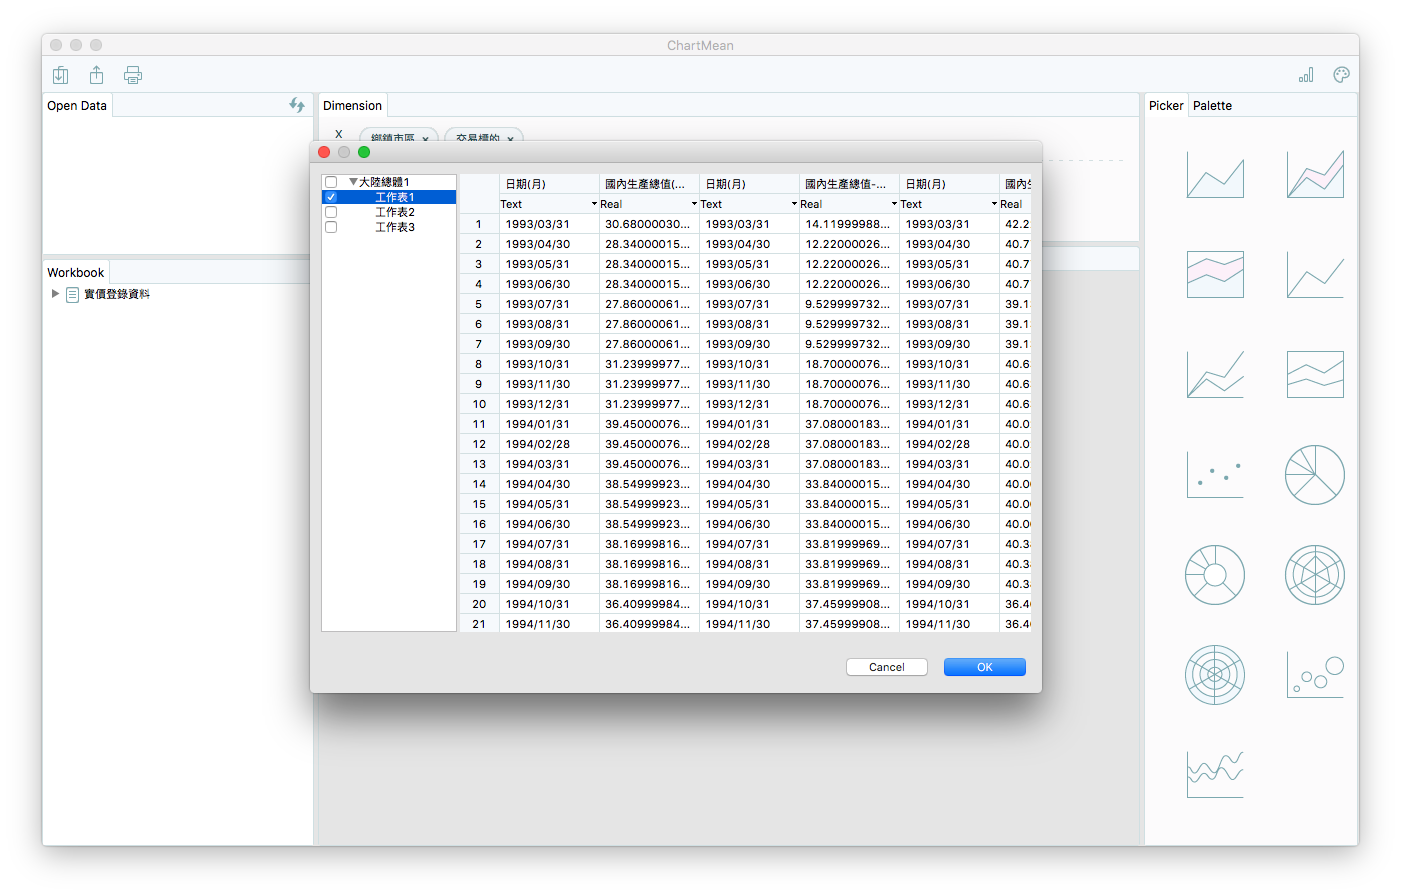 ChartMean
Open Data
Dimension
Picker
Palette
X
鄉鎮市區 ×
交易標的 ×
Workbook
實價登錄資料
大陸總體1
工作表1
工作表2
工作表3
日期(月) 國內生產總值(... 日期(月) 國內生產總值-... 日期(月)
Text Real Text Real Text Real
1 1993/03/31 30.68000030... 1993/03/31 14.11999988... 1993/03/31 42.2
2 1993/04/30 28.34000015... 1993/04/30 12.22000026... 1993/04/30 40.7
3 1993/05/31 28.34000015... 1993/05/31 12.22000026... 1993/05/31 40.7
4 1993/06/30 28.34000015... 1993/06/30 12.22000026... 1993/06/30 40.7
5 1993/07/31 27.86000061... 1993/07/31 9.529999732... 1993/07/31 39.1
6 1993/08/31 27.86000061... 1993/08/31 9.529999732... 1993/08/31 39.1
7 1993/09/30 27.86000061... 1993/09/30 9.529999732... 1993/09/30 39.1
8 1993/10/31 31.23999977... 1993/10/31 18.70000076... 1993/10/31 40.6
9 1993/11/30 31.23999977... 1993/11/30 18.70000076... 1993/11/30 40.6
10 1993/12/31 31.23999977... 1993/12/31 18.70000076... 1993/12/31 40.6
11 1994/01/31 39.45000076... 1994/01/31 37.08000183... 1994/01/31 40.0
12 1994/02/28 39.45000076... 1994/02/28 37.08000183... 1994/02/28 40.0
13 1994/03/31 39.45000076... 1994/03/31 37.08000183... 1994/03/31 40.0
14 1994/04/30 38.54999923... 1994/04/30 33.84000015... 1994/04/30 40.0
15 1994/05/31 38.54999923... 1994/05/31 33.84000015... 1994/05/31 40.0
16 1994/06/30 38.54999923... 1994/06/30 33.84000015... 1994/06/30 40.0
17 1994/07/31 38.16999816... 1994/07/31 33.81999969... 1994/07/31 40.3
18 1994/08/31 38.16999816... 1994/08/31 33.81999969... 1994/08/31 40.3
19 1994/09/30 38.16999816... 1994/09/30 33.81999969... 1994/09/30 40.3
20 1994/10/31 36.40999984... 1994/10/31 37.45999908... 1994/10/31 36.4
21 1994/11/30 36.40999984... 1994/11/30 37.45999908... 1994/11/30 36.4
Cancel
OK